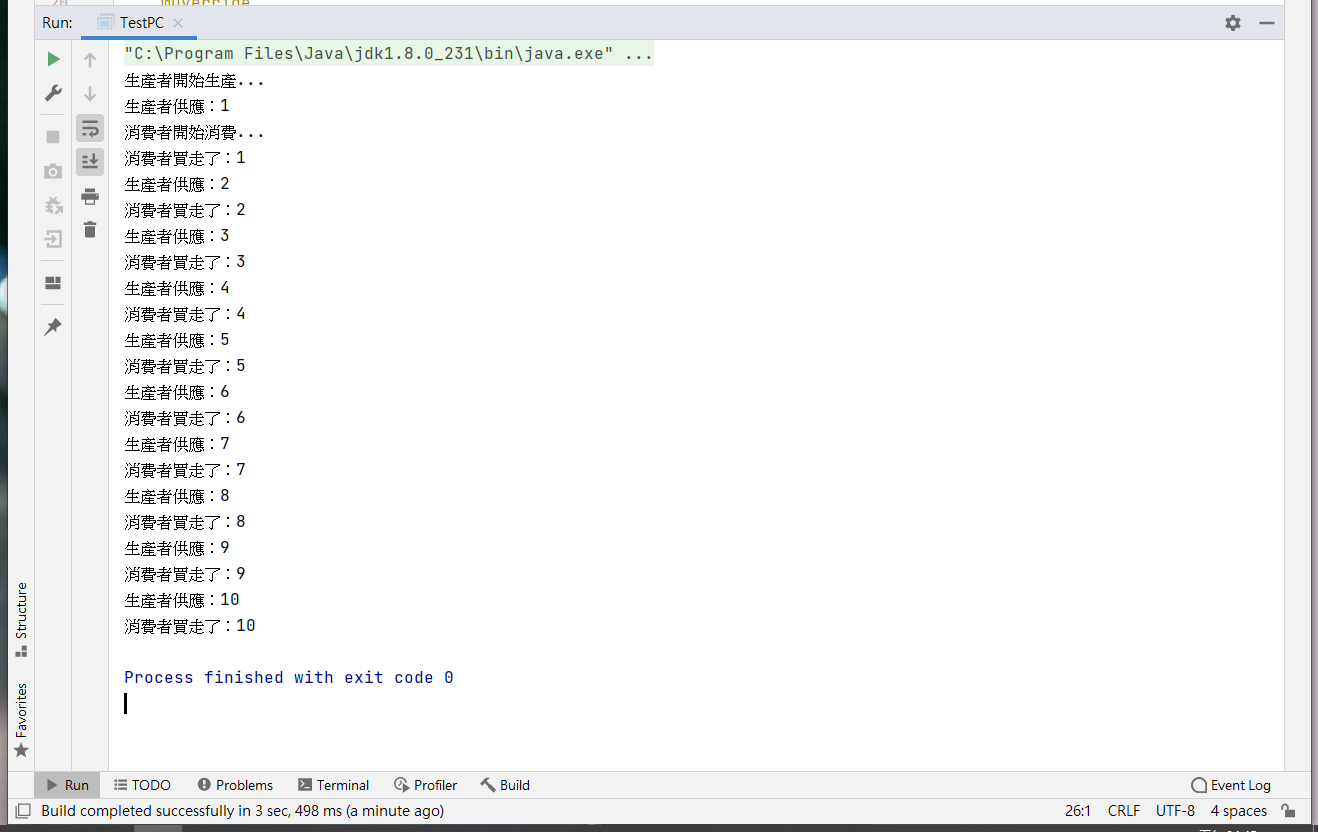 Run:
TestPC
"C:\Program Files\Java\jdk1.8.0_231\bin\java.exe" ...
生產者開始生產...
生產者供應：1
消費者開始消費...
消費者買走了：1
生產者供應：2
消費者買走了：2
生產者供應：3
消費者買走了：3
生產者供應：4
消費者買走了：4
生產者供應：5
消費者買走了：5
生產者供應：6
消費者買走了：6
生產者供應：7
消費者買走了：7
生產者供應：8
消費者買走了：8
生產者供應：9
消費者買走了：9
生產者供應：10
消費者買走了：10
Process finished with exit code 0
Structure
Favorites
Run TODO Problems Terminal Profiler Build Event Log
Build completed successfully in 3 sec, 498 ms (a minute ago) 26:1 CRLF UTF-8 4 spaces